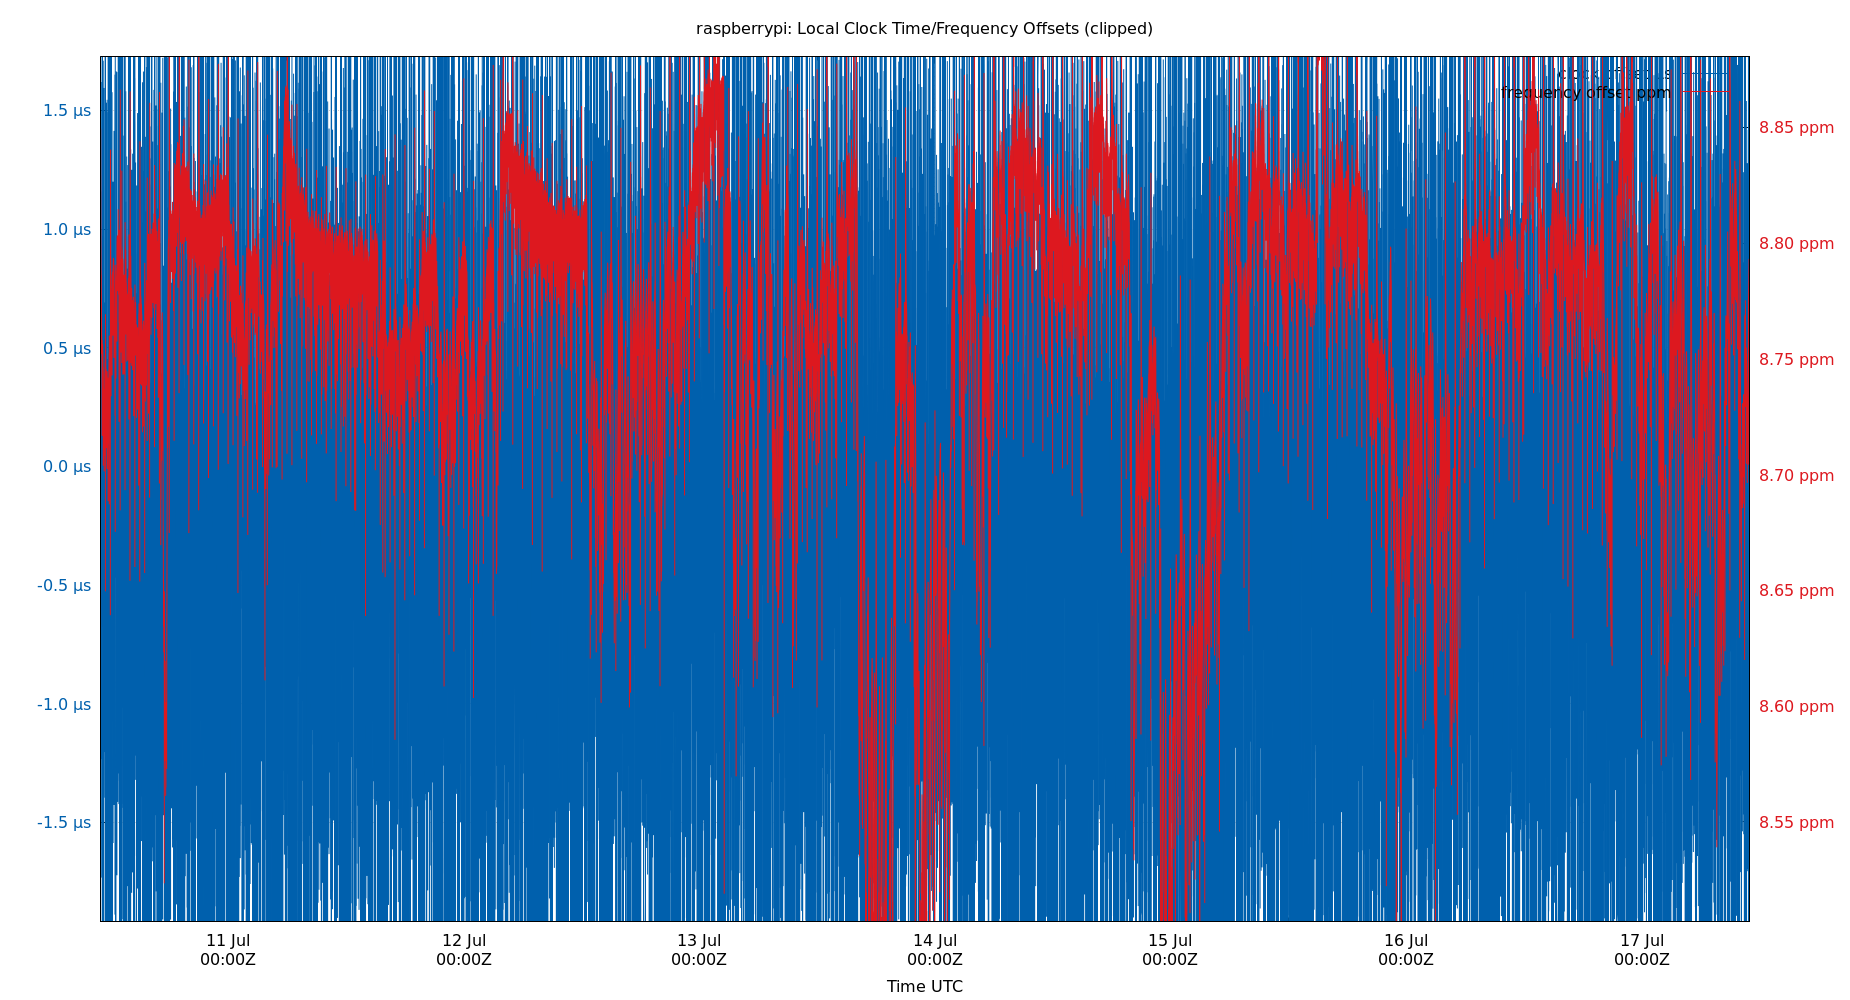 raspberrypi: Local Clock Time/Frequency Offsets (clipped)
clock offset µs
frequency offset ppm
1.5 µs
1.0 µs
0.5 µs
0.0 µs
-0.5 µs
-1.0 µs
-1.5 µs
8.85 ppm
8.80 ppm
8.75 ppm
8.70 ppm
8.65 ppm
8.60 ppm
8.55 ppm
11 Jul 12 Jul 13 Jul 14 Jul 15 Jul 16 Jul 17 Jul
00:00Z 00:00Z 00:00Z 00:00Z 00:00Z 00:00Z 00:00Z
Time UTC